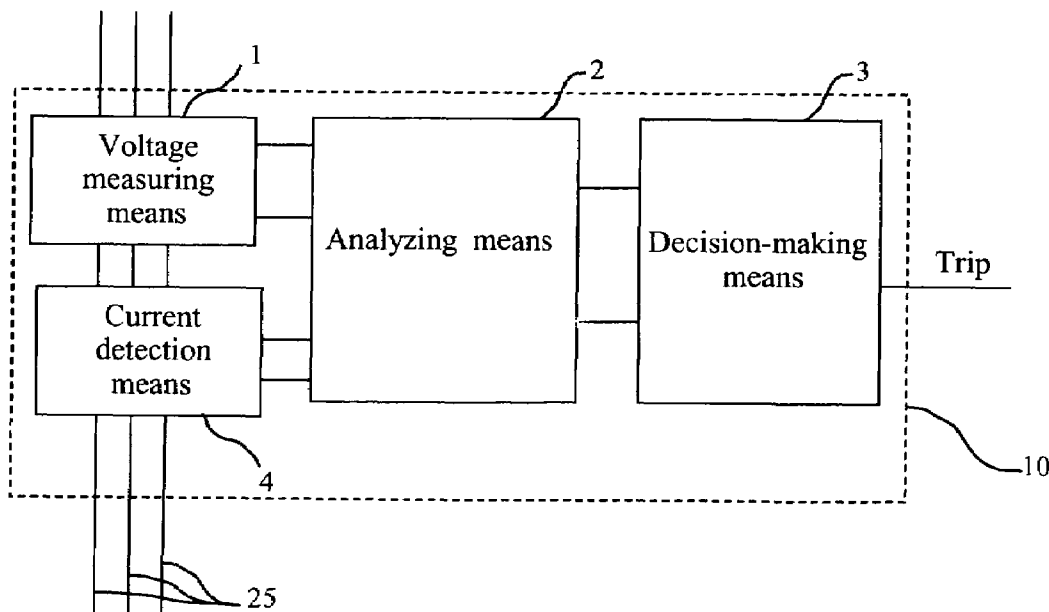 1
2
3
Voltage
measuring
means
Analyzing means
Decision-making
means
Trip
Current
detection
means
4
10
25